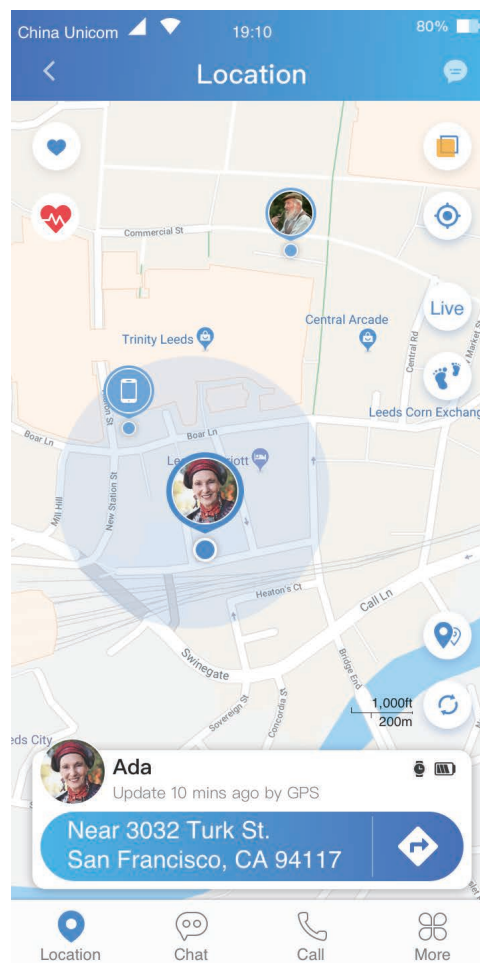 China Unicom
19:10
80%
Location
Commercial St
Central Arcade
Trinity Leeds
Live
Central Rd
Market S
Leeds Corn Exchang
Boar Ln
Boar Ln
Mill Hill
New Station St
Heaton's Ct
Call Ln
Swinegate
Bridge End
Sovereign St
Concordia S
1,000ft
200m
eds City
Ada
Update 10 mins ago by GPS
Near 3032 Turk St.
San Francisco, CA 94117
Location
Chat
Call
More